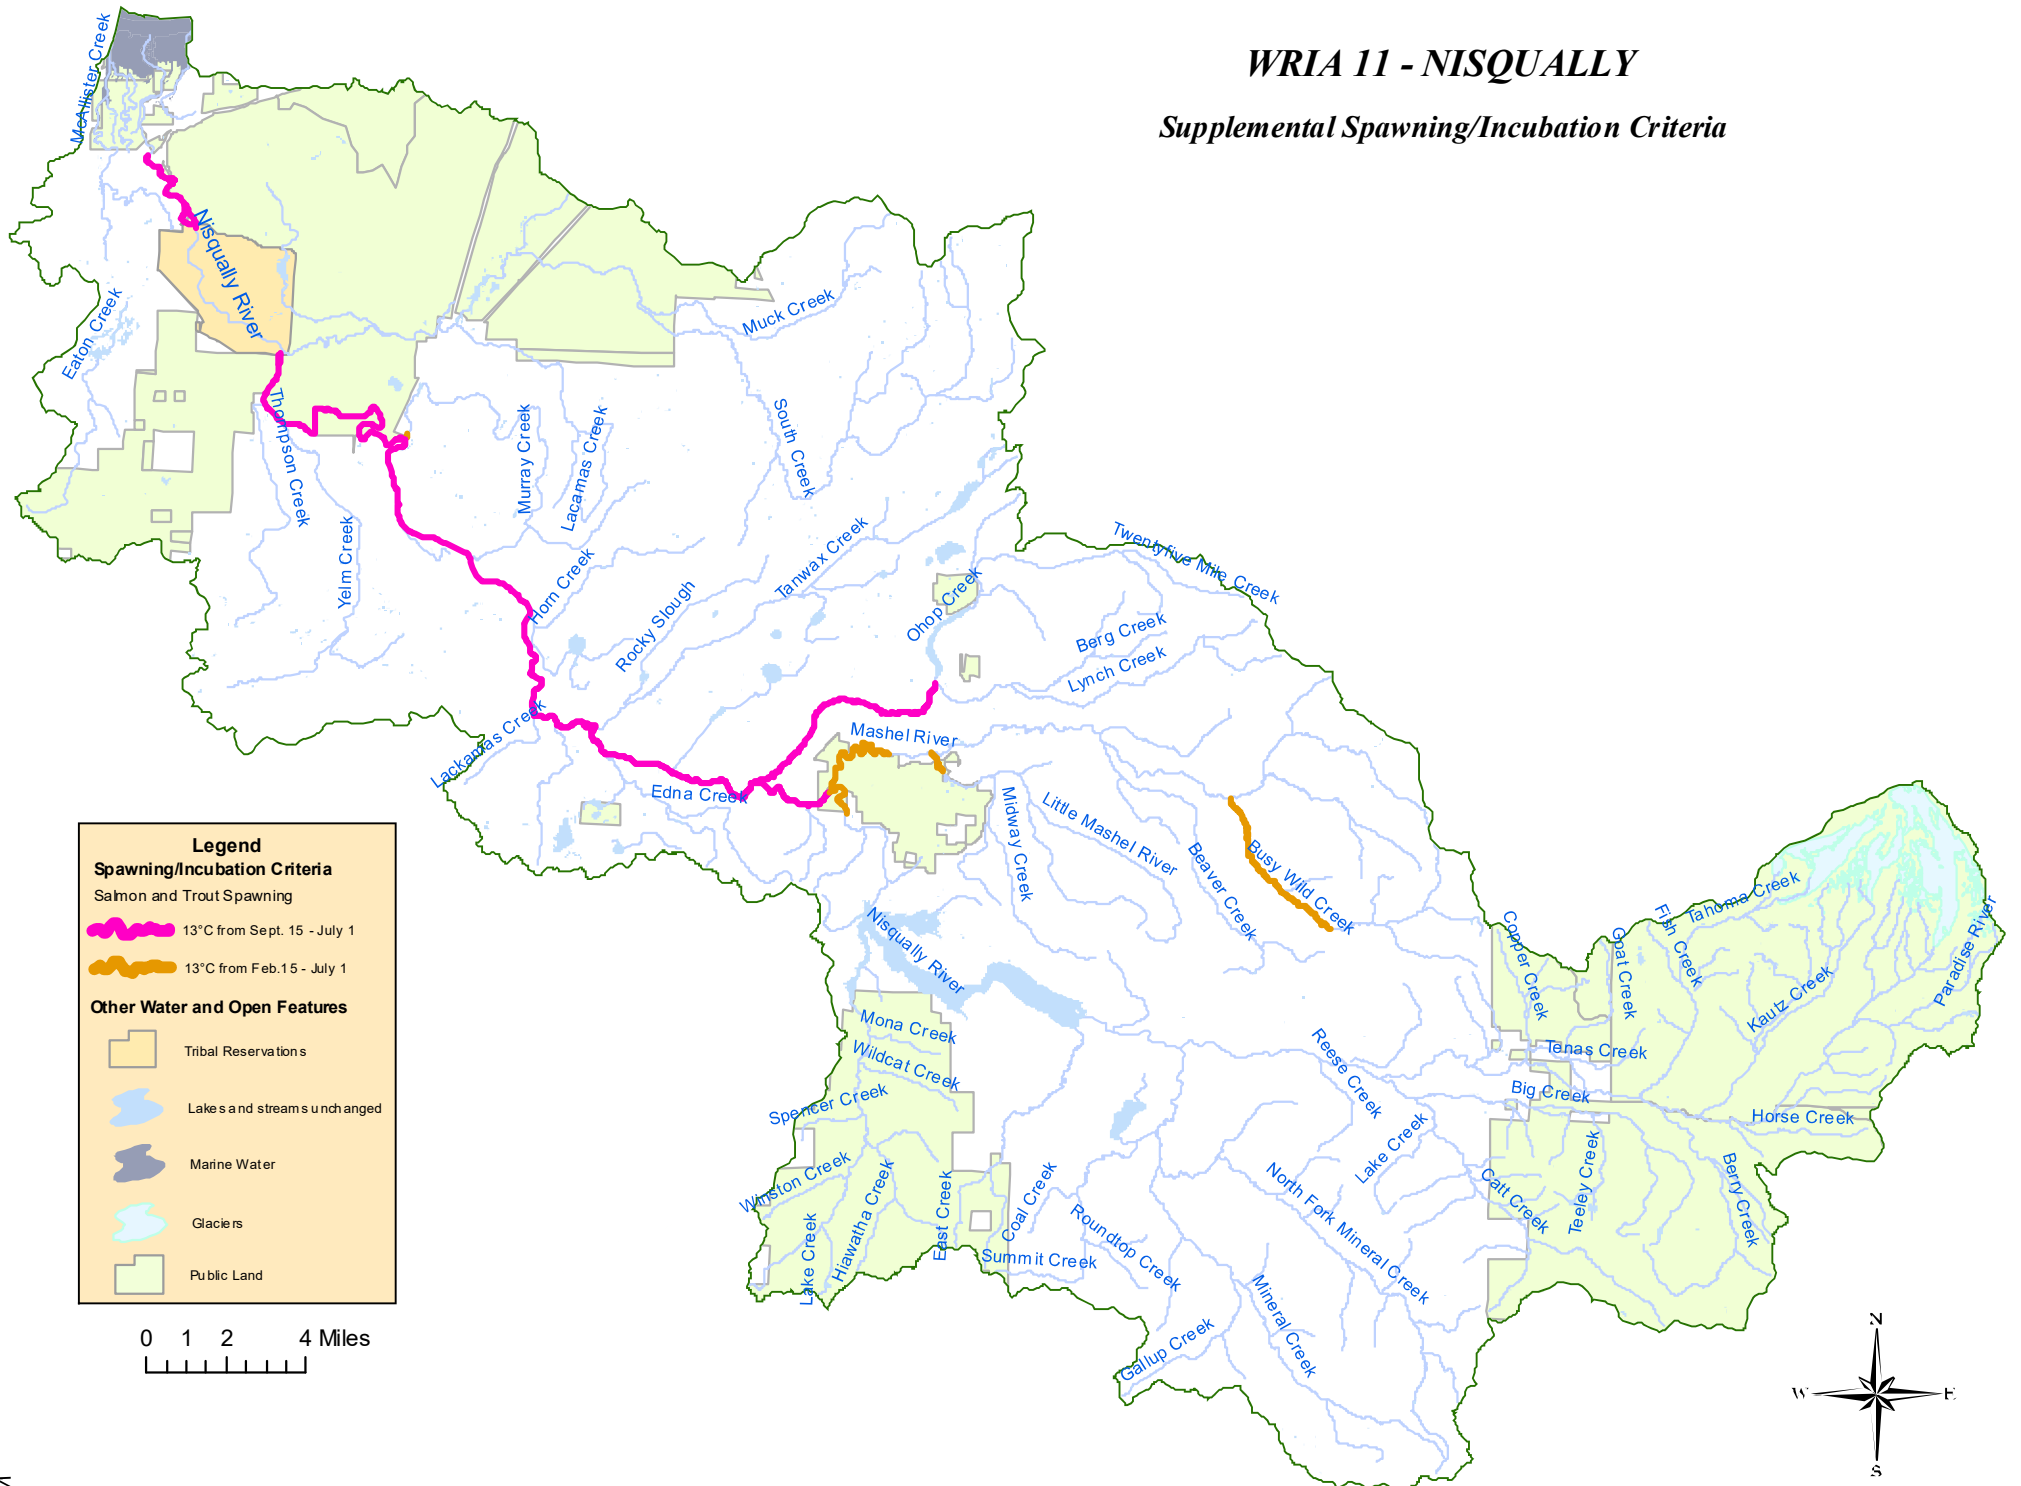 WRIA 11 - NISQUALLY
Supplemental Spawning/Incubation Criteria
McAllister Creek
Nisqually River
Eaton Creek
Muck Creek
Thompson Creek
Murray Creek
Lacamas Creek
South Creek
Yelm Creek
Horn Creek
Rocky Slough
Tanwax Creek
Ohop Creek
Twentyfive Mile Creek
Berg Creek
Lynch Creek
Lackamas Creek
Mashel River
Edna Creek
Midway Creek
Little Mashel River
Beaver Creek
Busy Wild Creek
Nisqually River
Copper Creek
Goat Creek
Fish Creek
Tahoma Creek
Kautz Creek
Paradise River
Mona Creek
Wildcat Creek
Spencer Creek
Reese Creek
Tenas Creek
Big Creek
Horse Creek
Lake Creek
Winston Creek
Lake Creek
Hiawatha Creek
East Creek
Coal Creek
Summit Creek
Roundtop Creek
North Fork Mineral Creek
Catt Creek
Teeley Creek
Berry Creek
Mineral Creek
Gallup Creek
Legend
Spawning/Incubation Criteria
Salmon and Trout Spawning
13°C from Sept. 15 - July 1
13°C from Feb.15 - July 1
Other Water and Open Features
Tribal Reservations
Lakes and streams unchanged
Marine Water
Glaciers
Public Land
0 1 2 4 Miles
N
W E
S